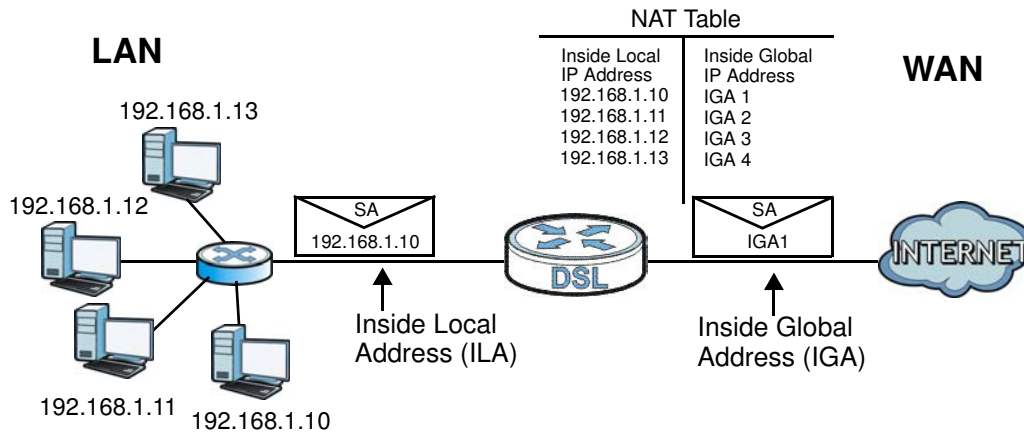 NAT Table
LAN
WAN
Inside Local
IP Address
192.168.1.10
192.168.1.11
192.168.1.12
192.168.1.13
Inside Global
IP Address
IGA 1
IGA 2
IGA 3
IGA 4
192.168.1.13
192.168.1.12
192.168.1.11
192.168.1.10
SA
192.168.1.10
DSL
SA
IGA1
INTERNET
Inside Local
Address (ILA)
Inside Global
Address (IGA)